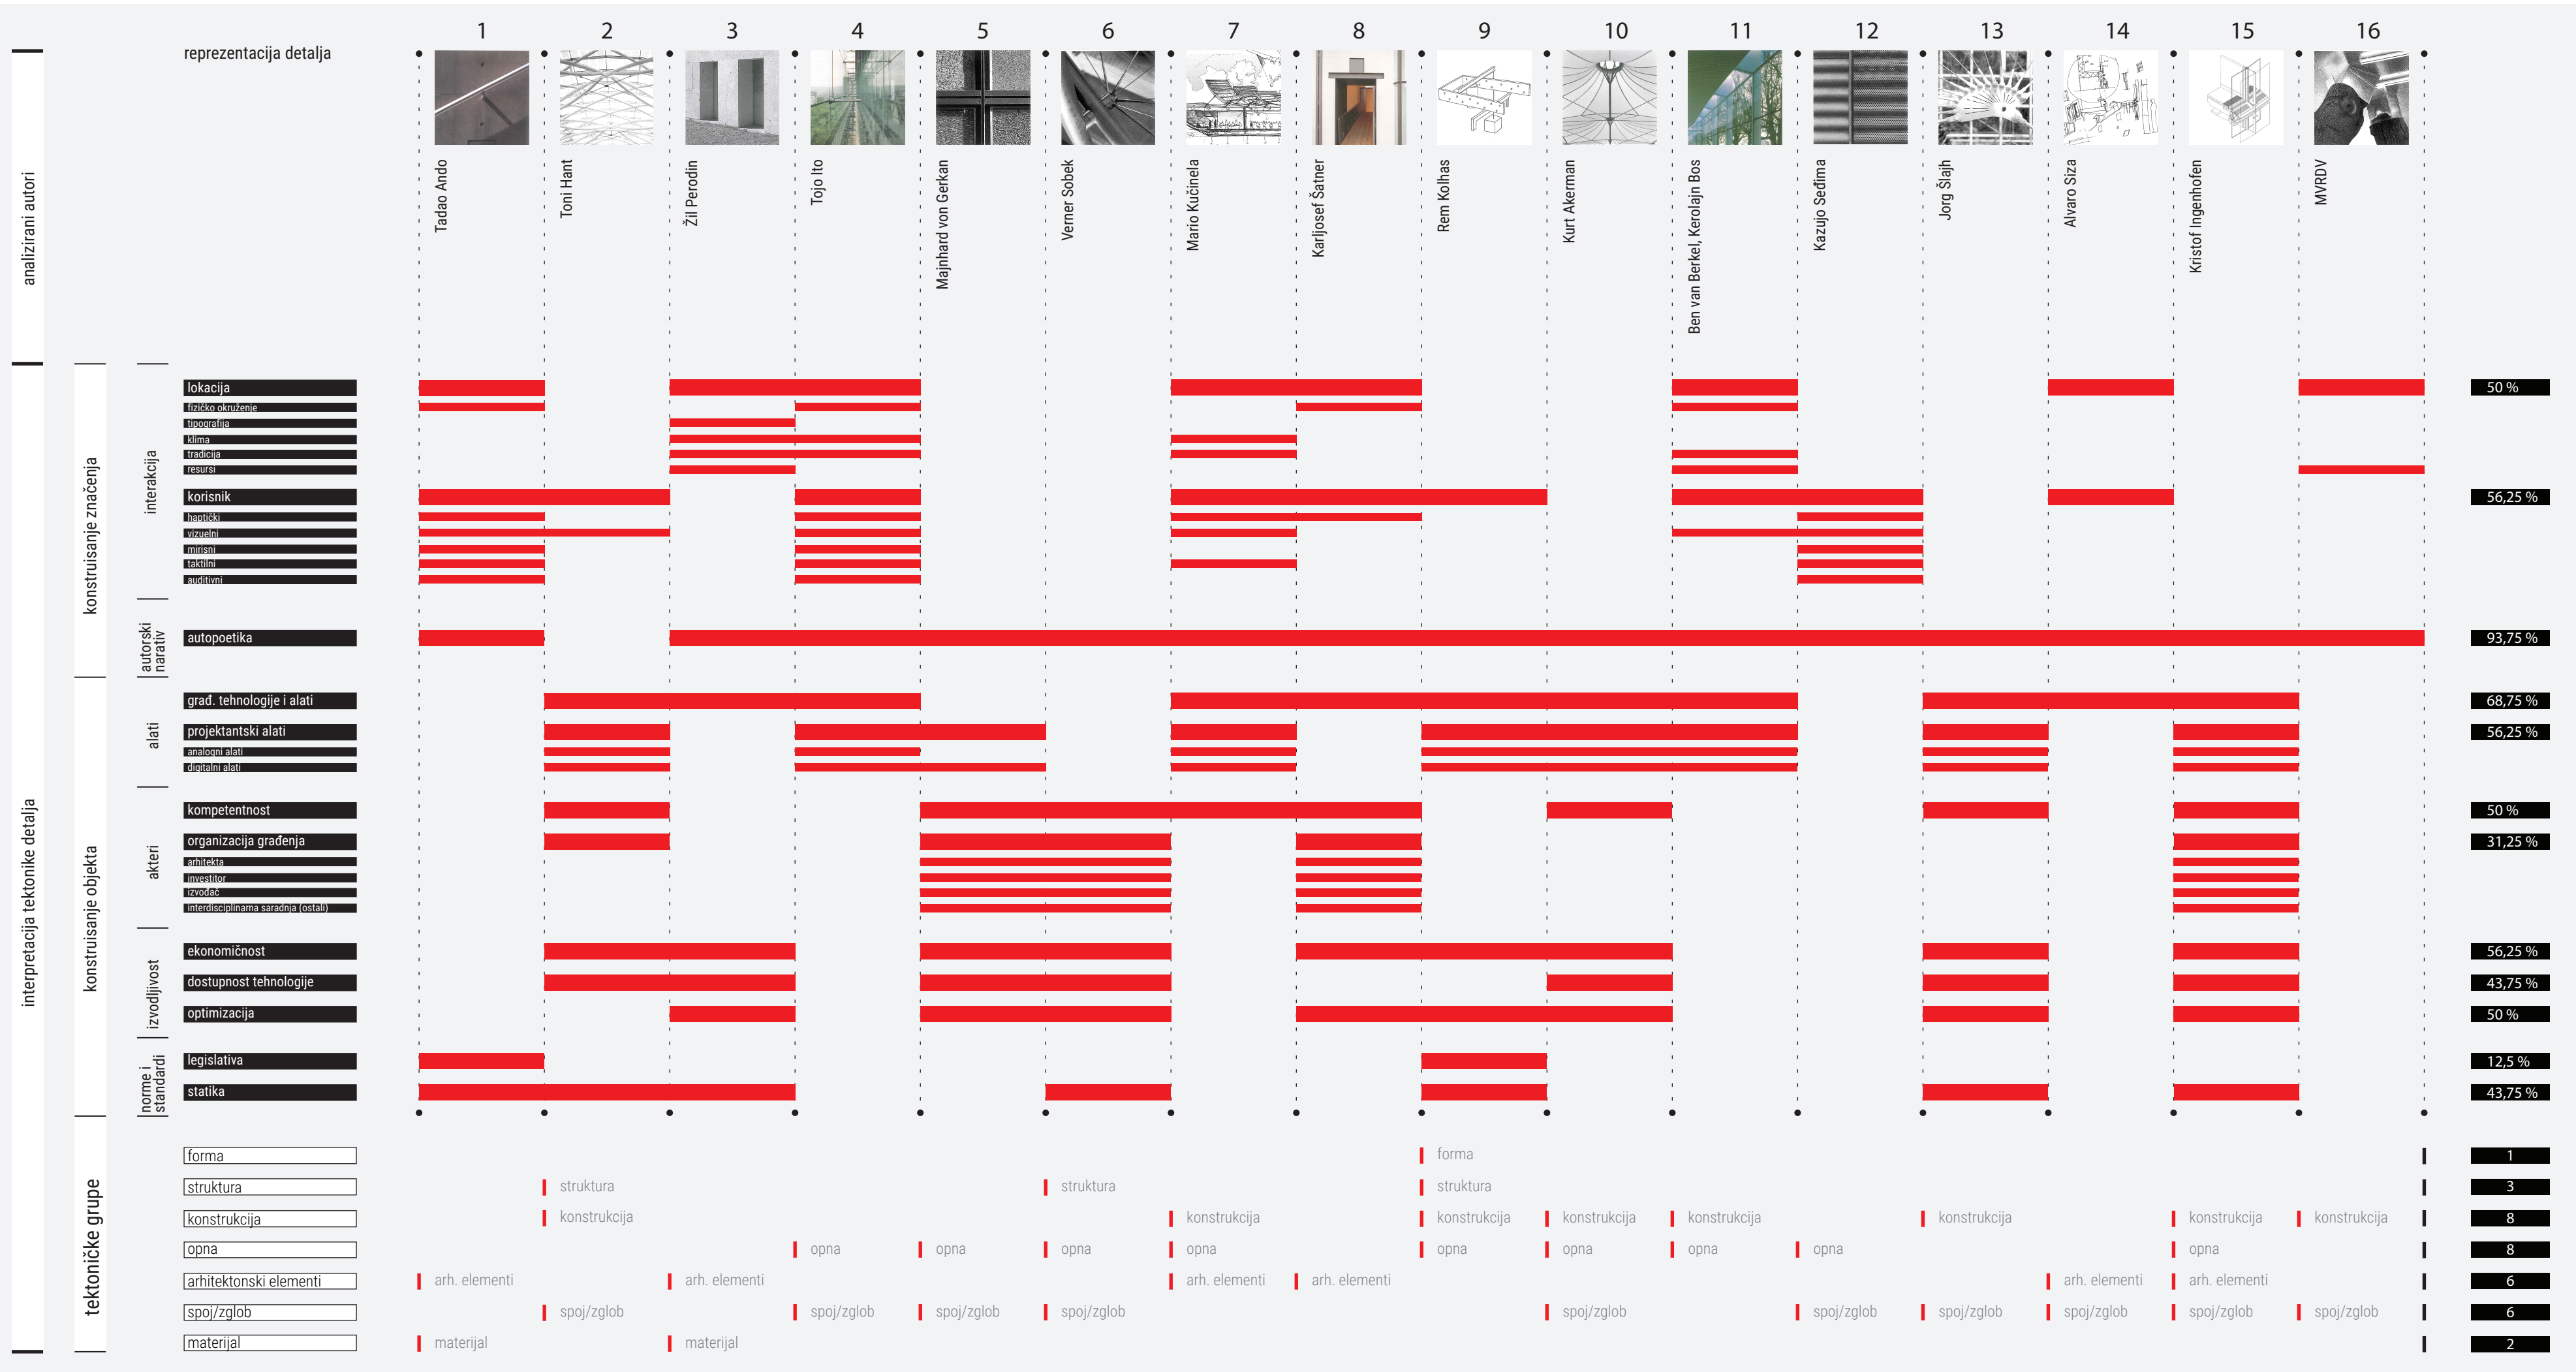 1 2 3 4 5 6 7 8 9 10 11 12 13 14 15 16
reprezentacija detalja
analizirani autori
Tadao Ando
Toni Hant
Žil Perodin
Tojo Ito
Majnhard von Gerkan
Verner Sobek
Mario Kučinela
Karljosef Šatner
Rem Kolhas
Kurt Akerman
Ben van Berkel, Kerolajn Bos
Kazujo Seđima
Jorg Šlajh
Alvaro Siza
Kristof Ingenhofen
MVRDV
interpretacija tektonike detalja
konstruisanje značenja
interakcija
lokacija 50 %
fizičko okruženje
tipografija
klima
tradicija
resursi
korisnik 56,25 %
haptički
vizuelni
mirisni
taktilni
auditivni
autorski
narativ
autopoetika 93,75 %
konstruisanje objekta
alati
građ. tehnologije i alati 68,75 %
projektantski alati 56,25 %
analogni alati
digitalni alati
akteri
kompetentnost 50 %
organizacija građenja 31,25 %
arhitekta
investitor
izvođač
interdisciplinarna saradnja (ostali)
izvodljivost
ekonomičnost 56,25 %
dostupnost tehnologije 43,75 %
optimizacija 50 %
norme i
standardi
legislativa 12,5 %
statika 43,75 %
tektoničke grupe
forma forma 1
struktura struktura struktura struktura 3
konstrukcija konstrukcija konstrukcija konstrukcija konstrukcija konstrukcija konstrukcija konstrukcija konstrukcija 8
opna opna opna opna opna opna opna opna opna opna 8
arhitektonski elementi arh. elementi arh. elementi arh. elementi arh. elementi arh. elementi arh. elementi 6
spoj/zglob spoj/zglob spoj/zglob spoj/zglob spoj/zglob spoj/zglob spoj/zglob spoj/zglob spoj/zglob spoj/zglob spoj/zglob 6
materijal materijal materijal 2